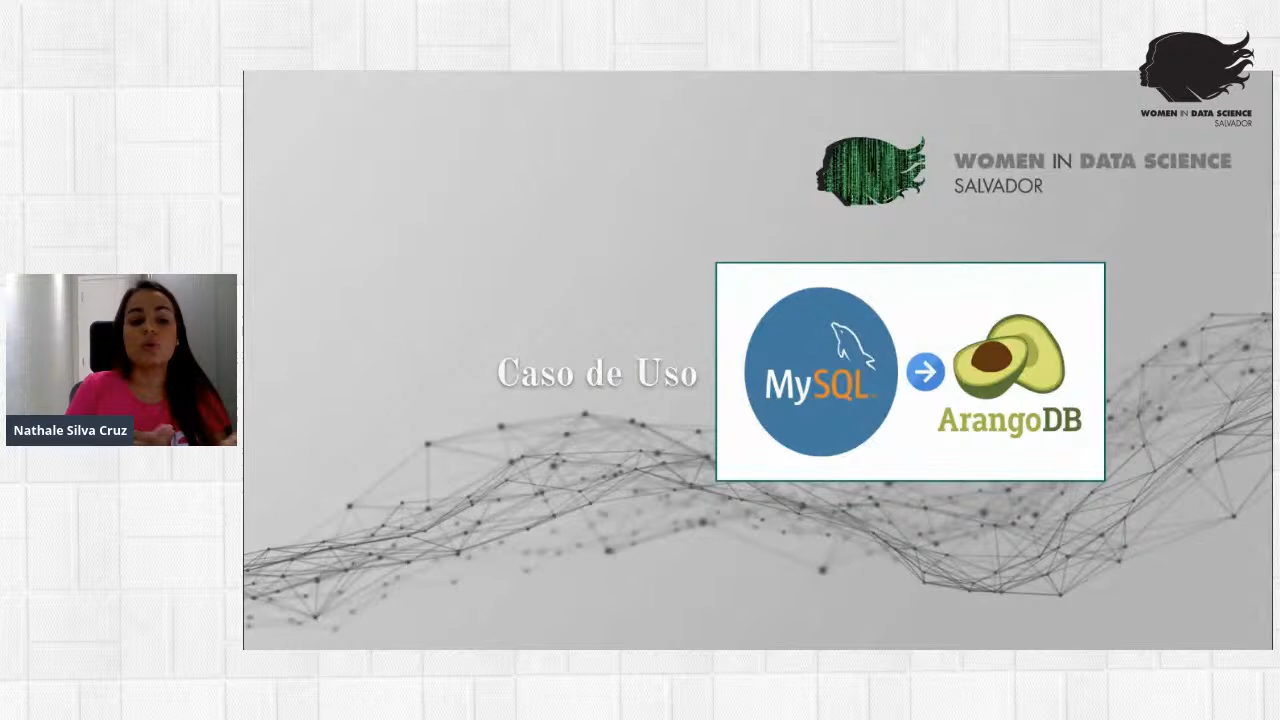 WOMEN IN DATA SCIENCE
SALVADOR
WOMEN IN DATA SCIENCE
SALVADOR
Caso de Uso
MySQL
ArangoDB
Nathale Silva Cruz